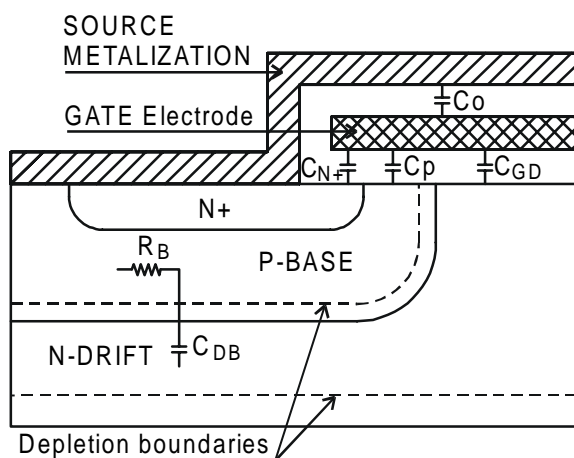 SOURCE
METALIZATION
GATE Electrode
Co
CN+
Cp
CGD
N+
RB
P-BASE
N-DRIFT
CDB
Depletion boundaries